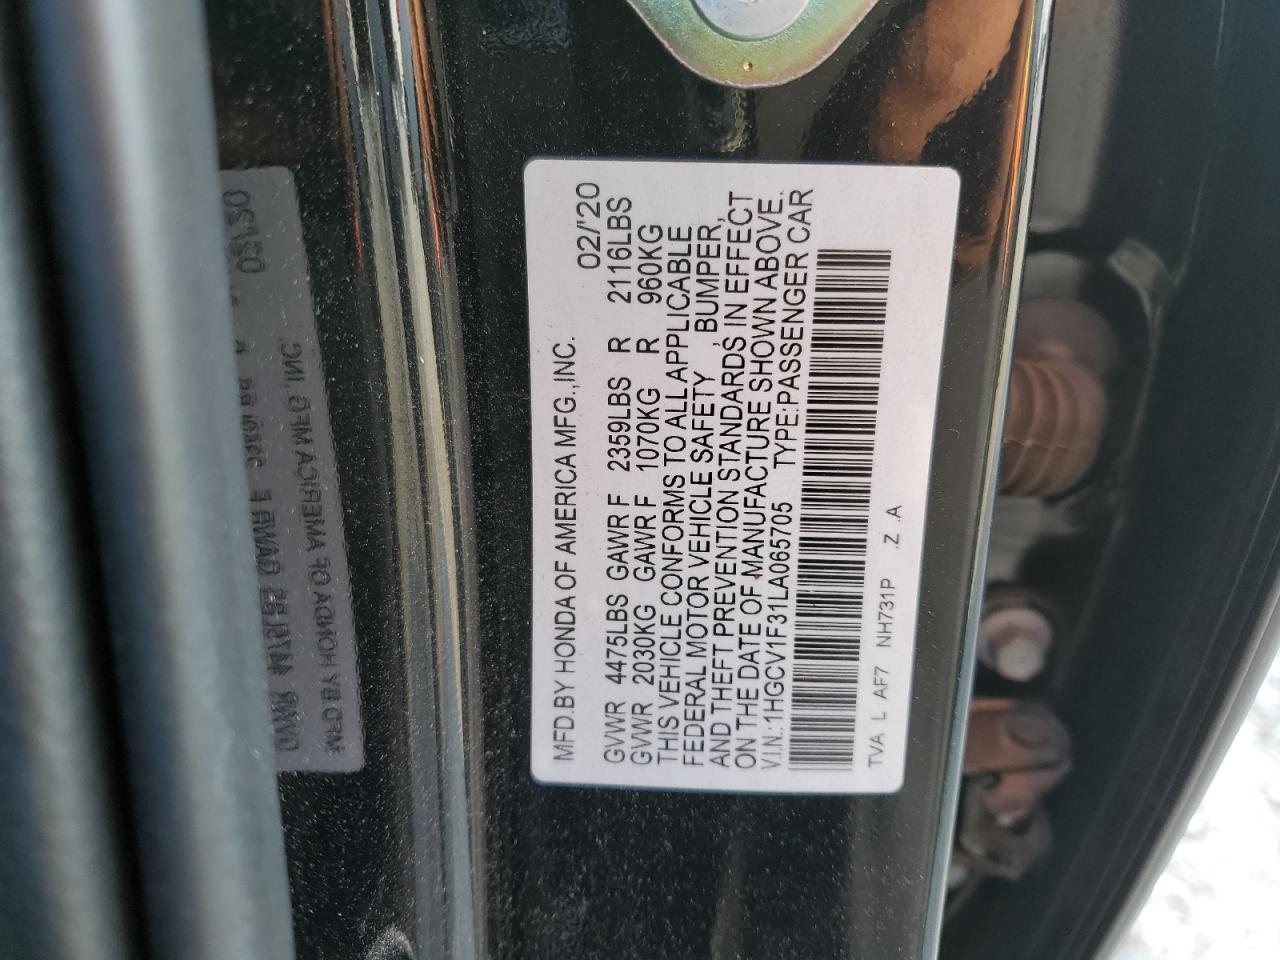 MFD.BY HONDA OF AMERICA MFG.,INC. 02/'20
GVWR 4475LBS GAWR F 2359LBS R 2116LBS
GVWR 2030KG GAWR F 1070KG R 960KG
THIS VEHICLE CONFORMS TO ALL APPLICABLE
FEDERAL MOTOR VEHICLE SAFETY , BUMPER,
AND THEFT PREVENTION STANDARDS IN EFFECT
ON THE DATE OF MANUFACTURE SHOWN ABOVE.
V.I.N.:1HGCV1F31LA065705 TYPE:PASSENGER CAR
TVA L AF7 NH731P .Z .A